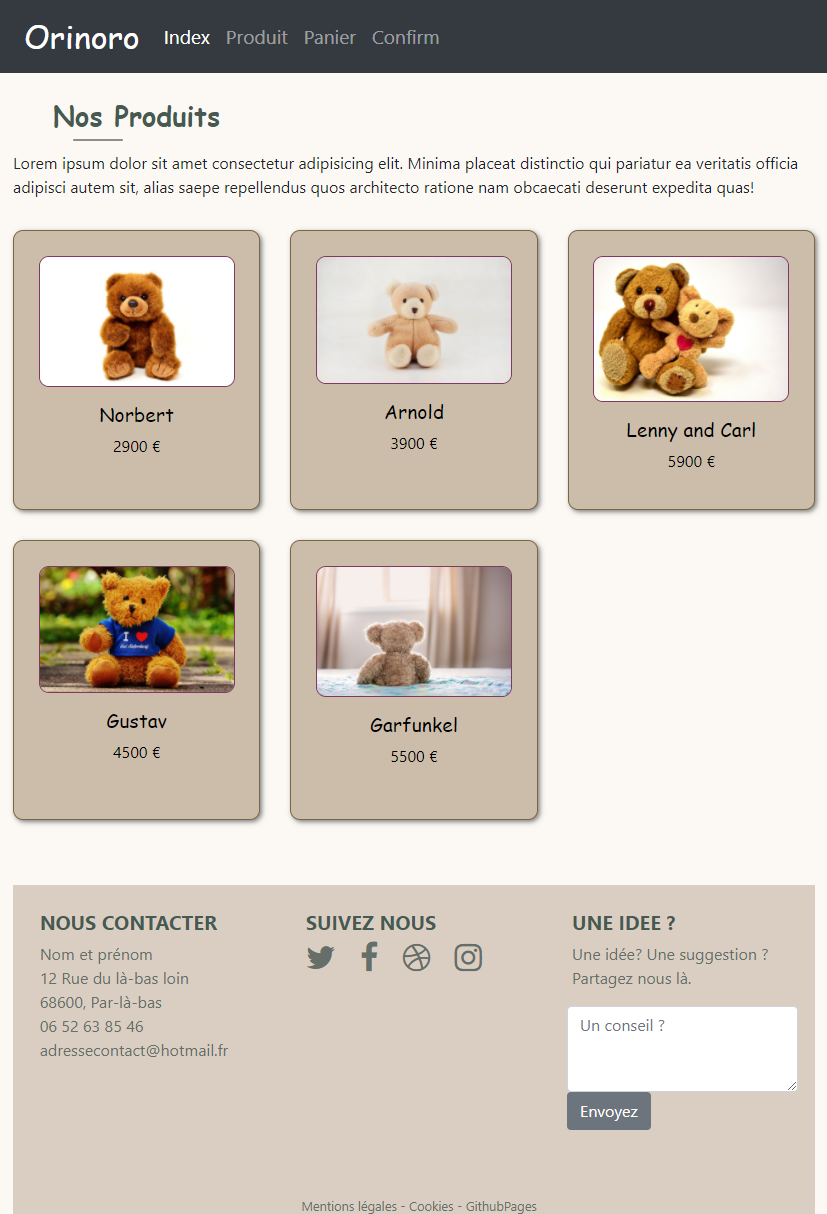 Orinoro Index Produit Panier Confirm
Nos Produits
Lorem ipsum dolor sit amet consectetur adipisicing elit. Minima placeat distinctio qui pariatur ea veritatis officia
adipisci autem sit, alias saepe repellendus quos architecto ratione nam obcaecati deserunt expedita quas!
Norbert
2900 €
Arnold
3900 €
Lenny and Carl
5900 €
I
Gustav
4500 €
Garfunkel
5500 €
NOUS CONTACTER
Nom et prénom
12 Rue du là-bas loin
68600, Par-là-bas
06 52 63 85 46
adressecontact@hotmail.fr
SUIVEZ NOUS
UNE IDEE ?
Une idée? Une suggestion ?
Partagez nous là.
Un conseil ?
Envoyez
Mentions légales - Cookies - GithubPages